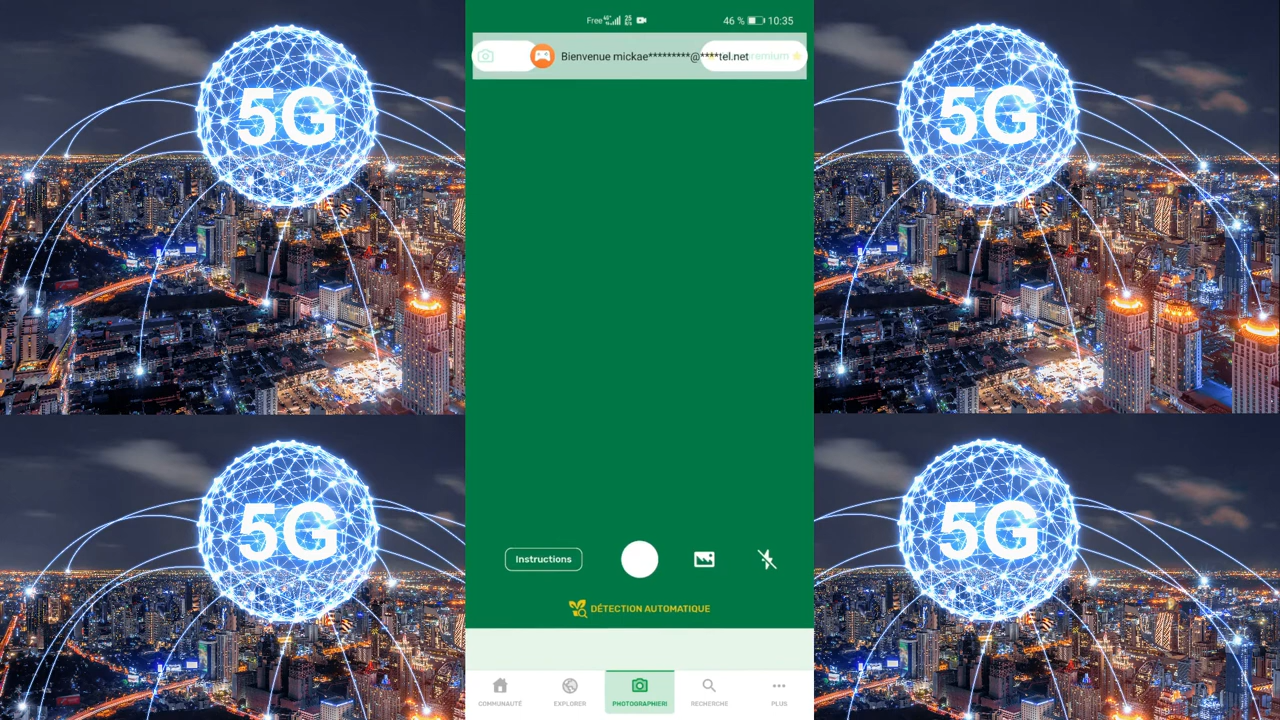 5G
5G
Free 46 % 10:35
Bienvenue mickae*********@****tel.net
Instructions
DÉTECTION AUTOMATIQUE
COMMUNAUTÉ EXPLORER PHOTOGRAPHIERI RECHERCHE PLUS
5G
5G